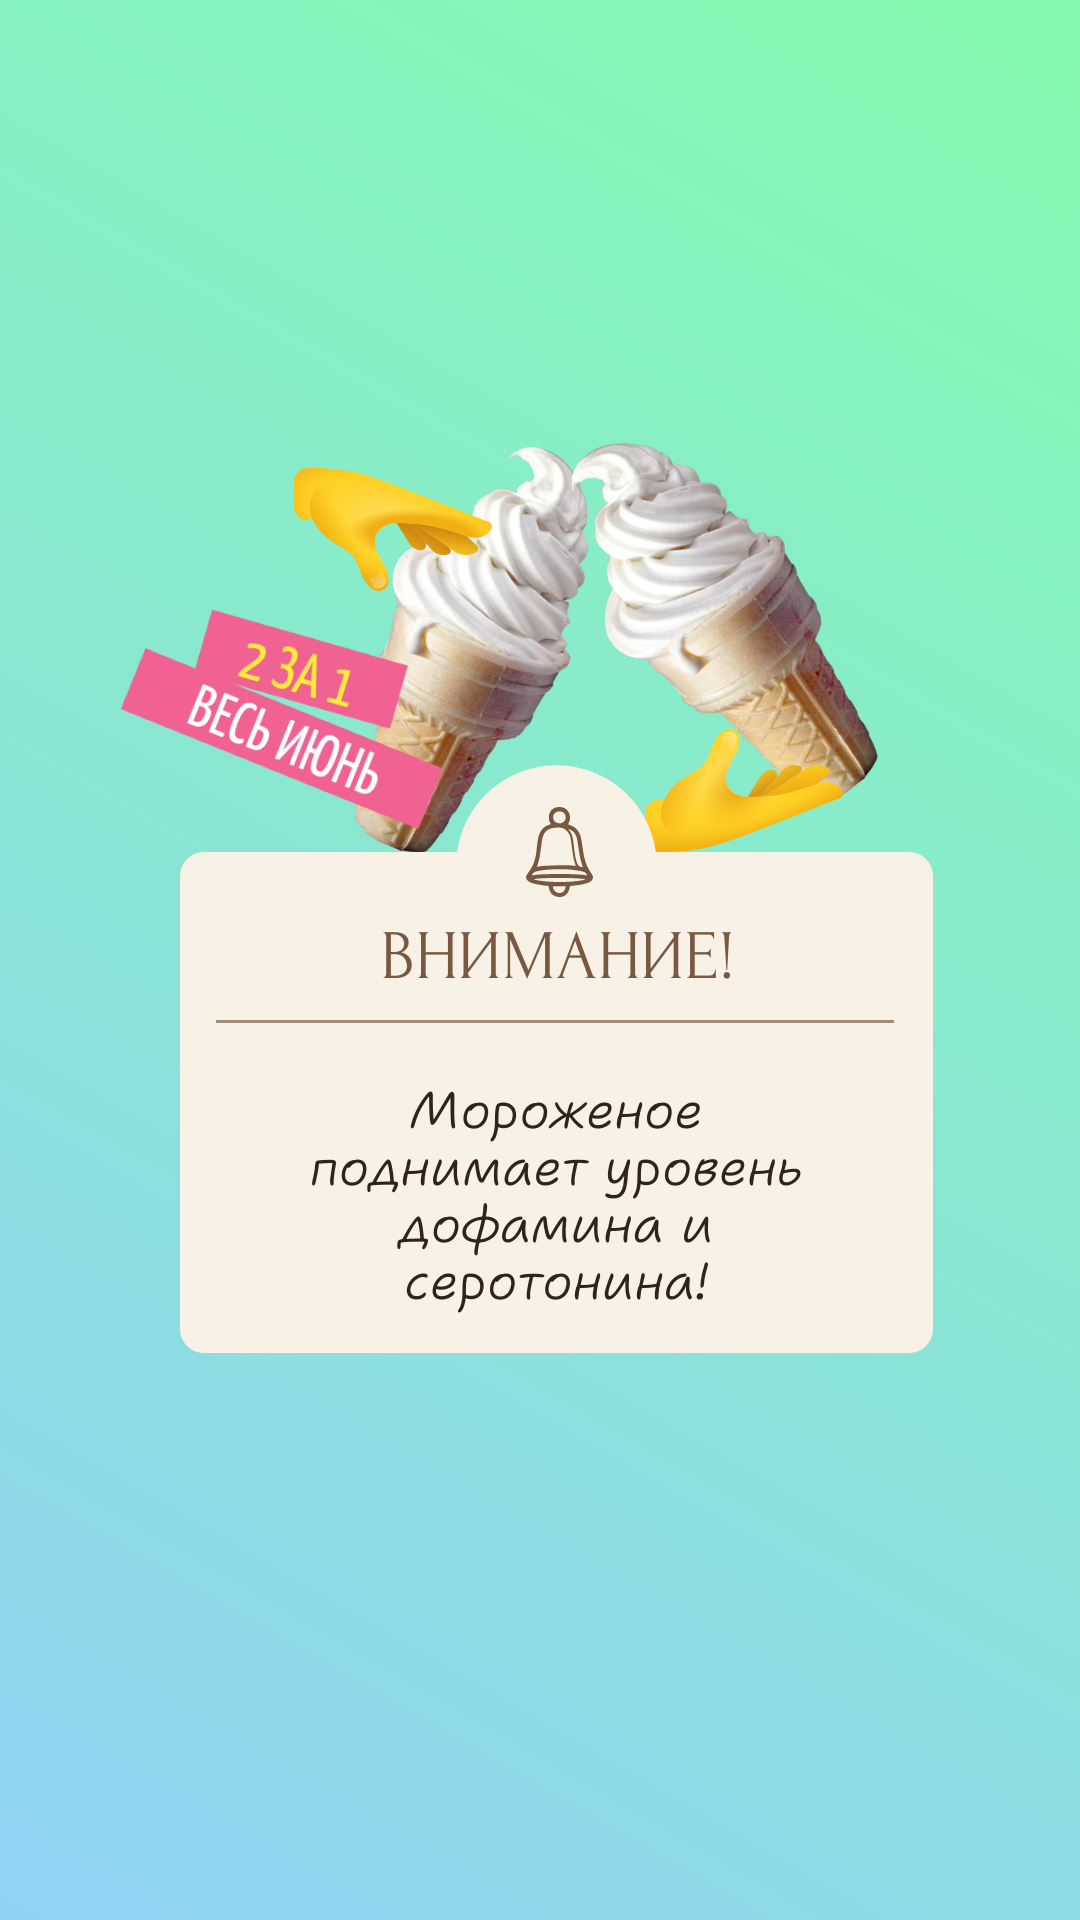 2 ЗА 1
ВЕСЬ ИЮНЬ
ВНИМАНИЕ!
Мороженое
поднимает уровень
дофамина и
серотонина!